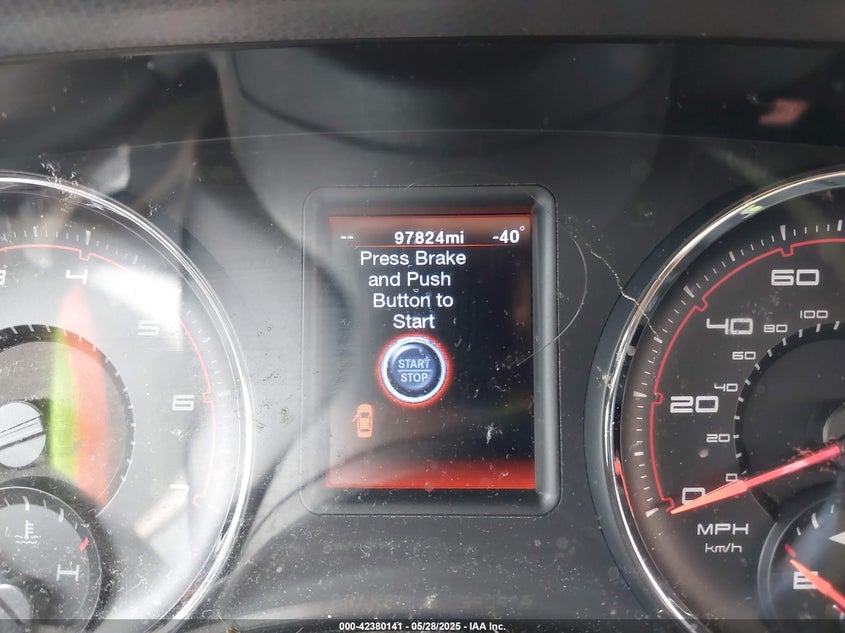 -- 97824mi -40°
Press Brake
and Push
Button to
Start
START
STOP
4
5
6
7
H
60
40
20
0
100
80
60
40
20
0
MPH
km/h
E
000-42380141 - 05/28/2025 - IAA Inc.